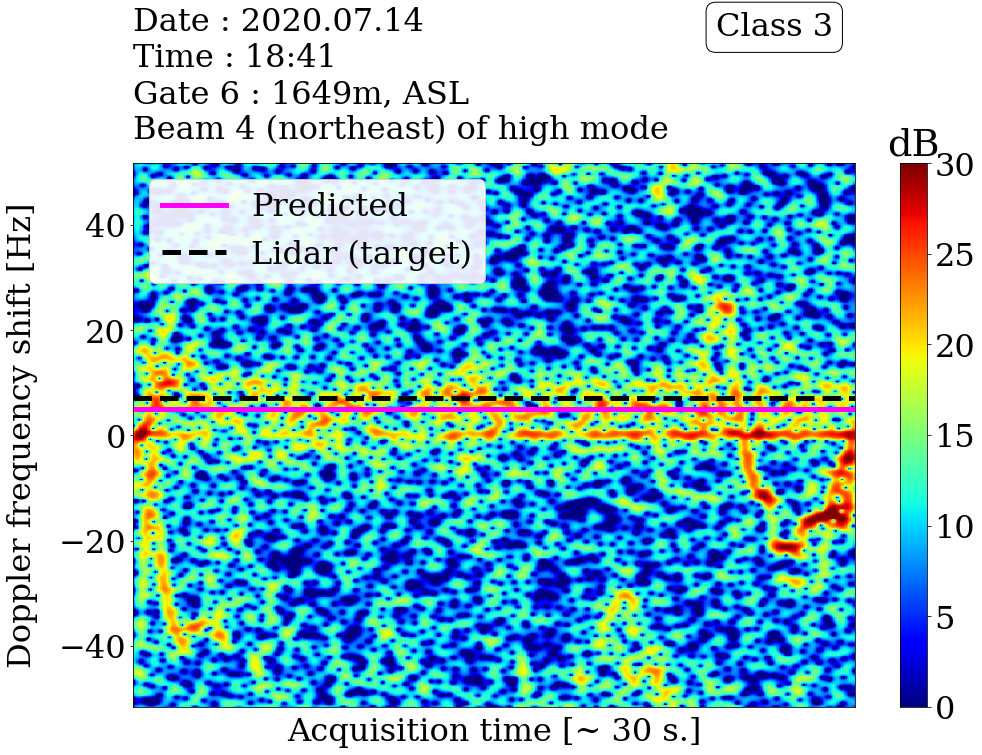 Date : 2020.07.14
Time : 18:41
Gate 6 : 1649m, ASL
Beam 4 (northeast) of high mode
Class 3
dB
Predicted
Lidar (target)
Doppler frequency shift [Hz]
40
20
0
−20
−40
Acquisition time [~ 30 s.]
30
25
20
15
10
5
0